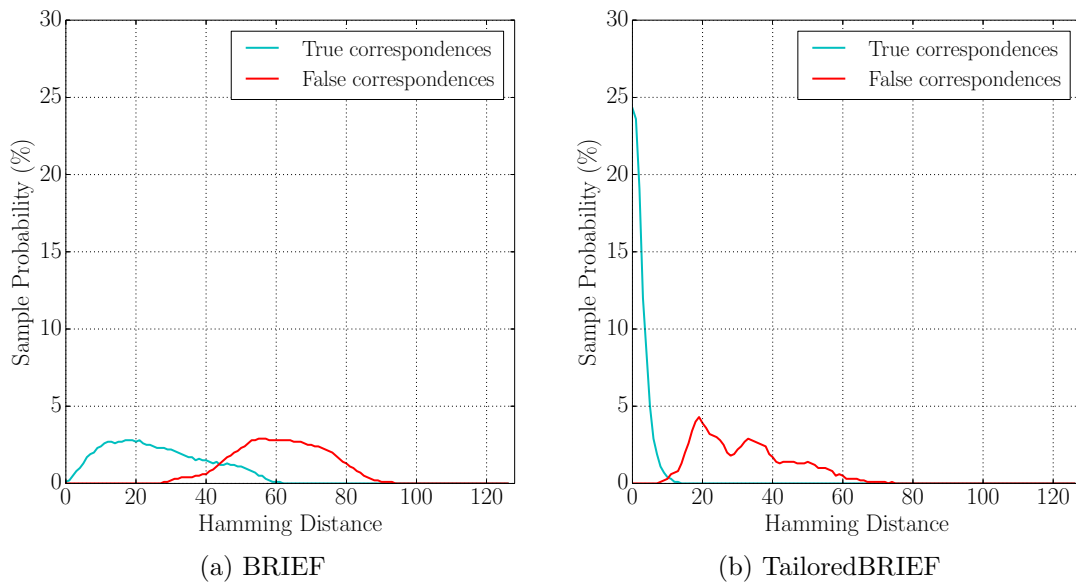 30
25
20
15
10
5
0
Sample Probability (%)
True correspondences
False correspondences
0 20 40 60 80 100 120
Hamming Distance
(a) BRIEF
30
25
20
15
10
5
0
Sample Probability (%)
True correspondences
False correspondences
0 20 40 60 80 100 120
Hamming Distance
(b) TailoredBRIEF